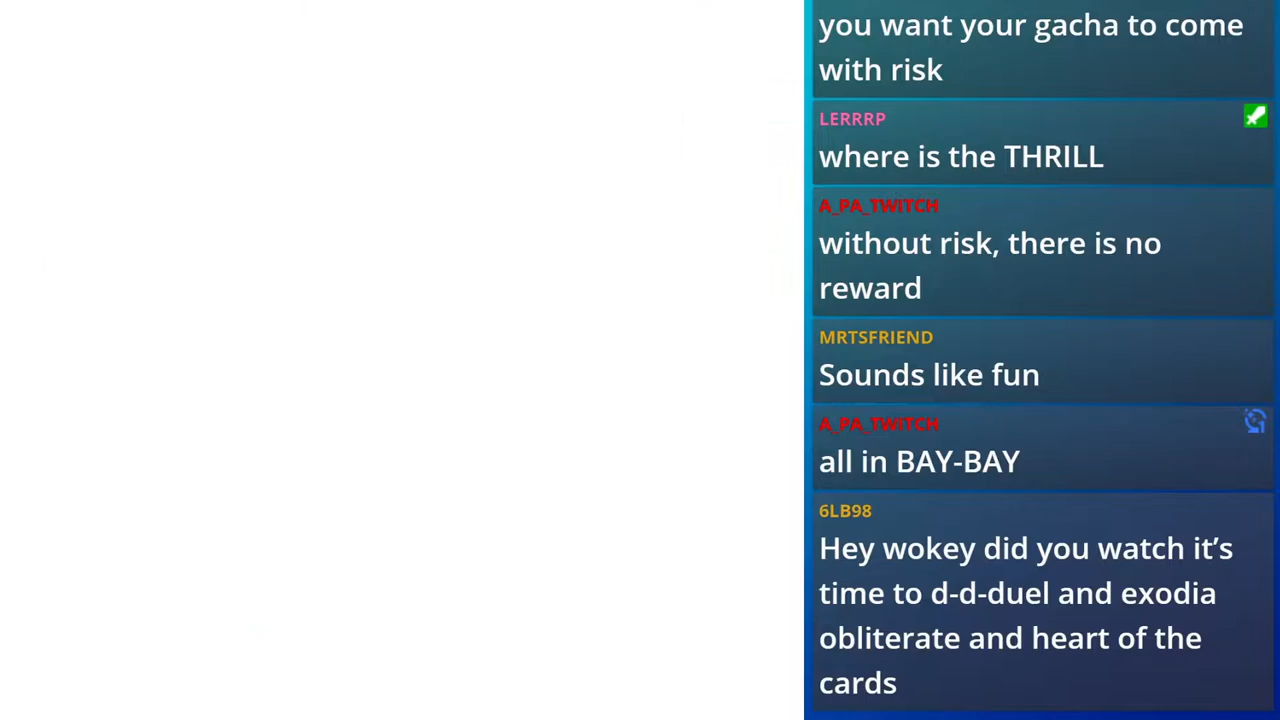 you want your gacha to come
with risk
LERRRP
where is the THRILL
A_PA_TWITCH
without risk, there is no
reward
MRTSFRIEND
Sounds like fun
A_PA_TWITCH
all in BAY-BAY
6LB98
Hey wokey did you watch it’s
time to d-d-duel and exodia
obliterate and heart of the
cards